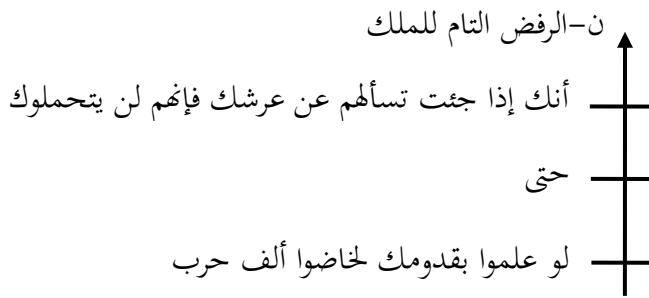 ن-الرفض التام للملك
أنك إذا جئت تسألهم عن عرشك فإنهم لن يتحملوك
حتى
لو علموا بقدومك لخاضوا ألف حرب